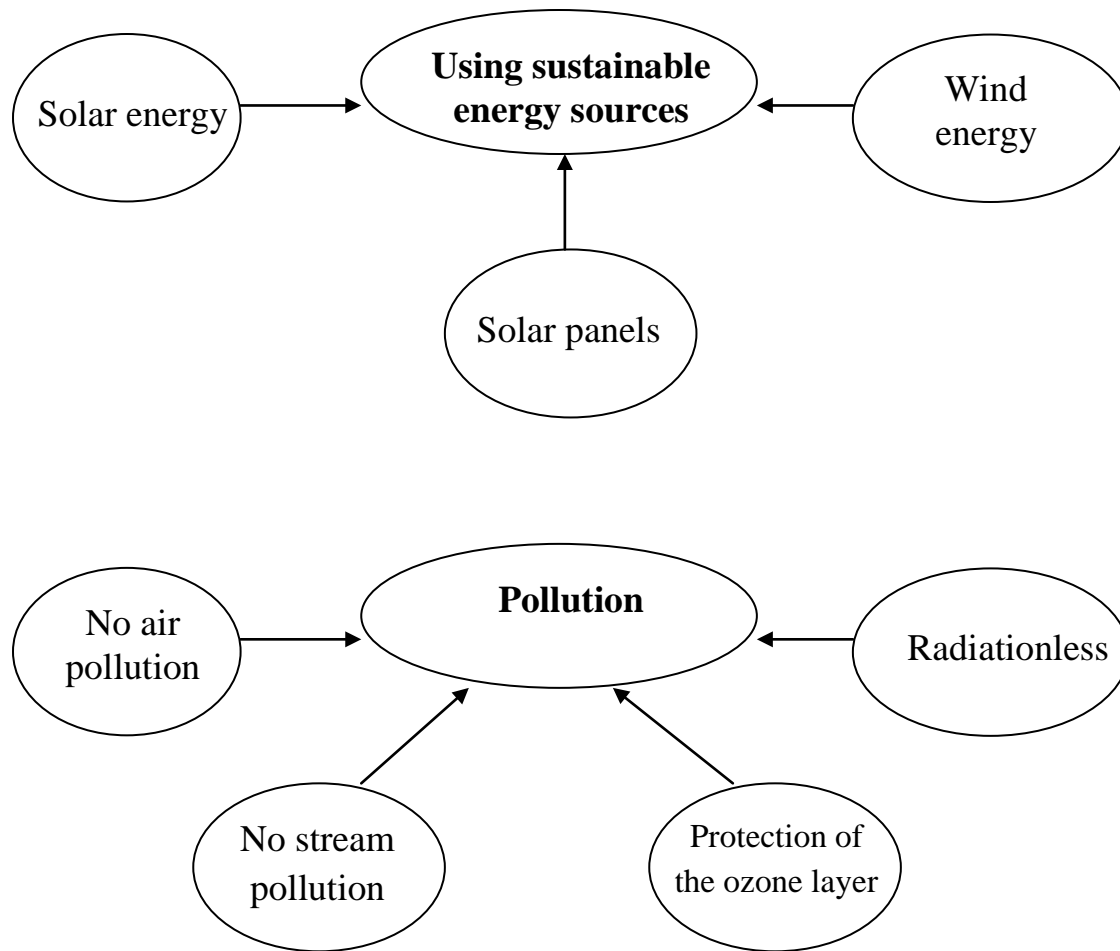 Using sustainable
energy sources
Solar energy
Wind
energy
Solar panels
Pollution
No air
pollution
Radiationless
No stream
pollution
Protection of
the ozone layer